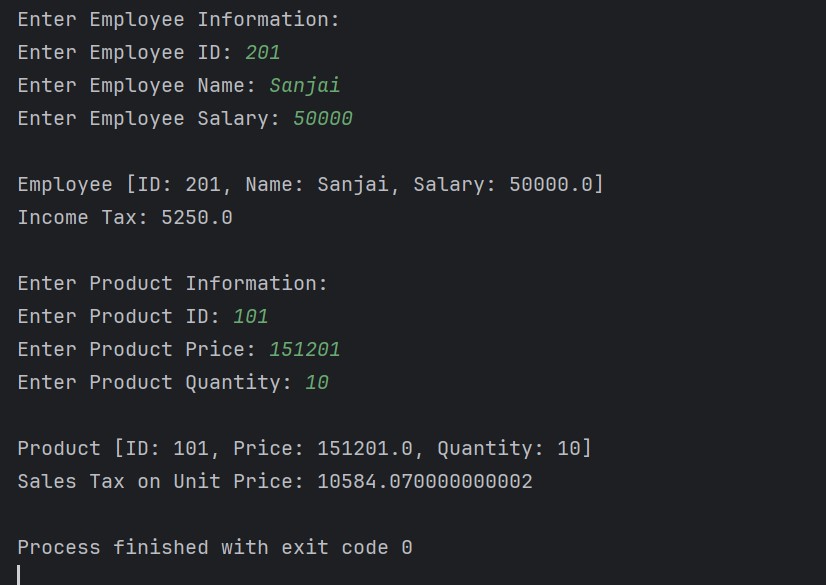 Enter Employee Information:
Enter Employee ID: 201
Enter Employee Name: Sanjai
Enter Employee Salary: 50000
Employee [ID: 201, Name: Sanjai, Salary: 50000.0]
Income Tax: 5250.0
Enter Product Information:
Enter Product ID: 101
Enter Product Price: 151201
Enter Product Quantity: 10
Product [ID: 101, Price: 151201.0, Quantity: 10]
Sales Tax on Unit Price: 10584.070000000002
Process finished with exit code 0